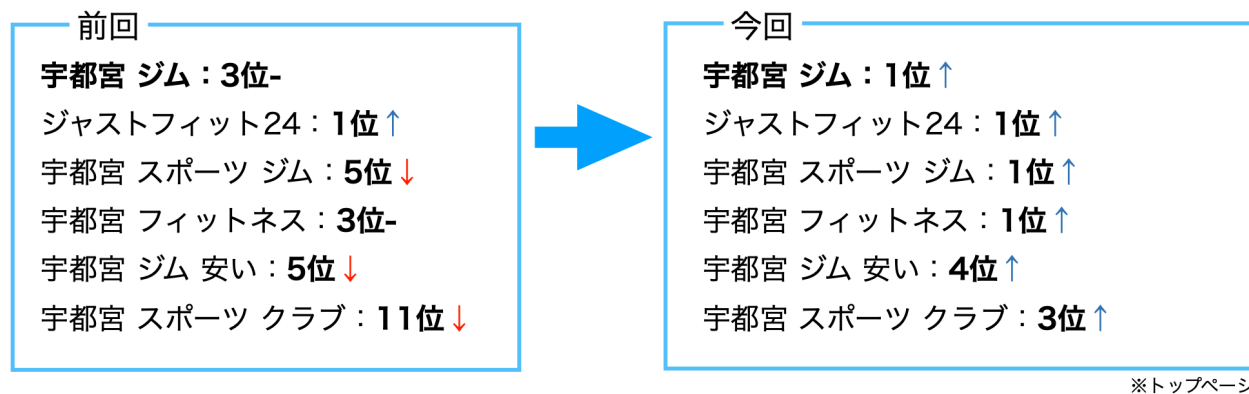 前回
宇都宮 ジム：3位-
ジャストフィット24：1位↑
宇都宮 スポーツ ジム：5位↓
宇都宮 フィットネス：3位-
宇都宮 ジム 安い：5位↓
宇都宮 スポーツ クラブ：11位↓
今回
宇都宮 ジム：1位↑
ジャストフィット24：1位↑
宇都宮 スポーツ ジム：1位↑
宇都宮 フィットネス：1位↑
宇都宮 ジム 安い：4位↑
宇都宮 スポーツ クラブ：3位↑
※トップページ